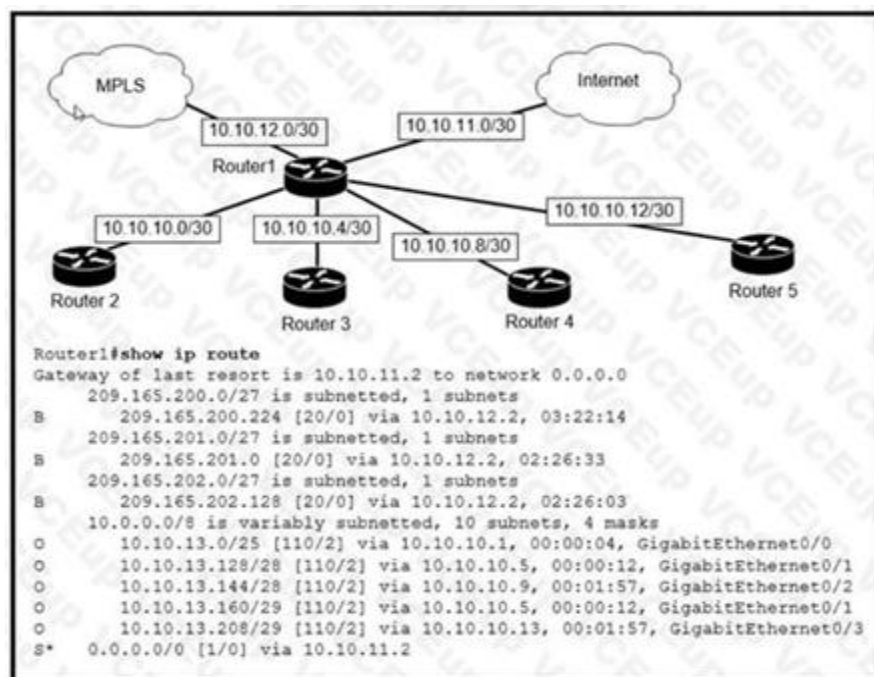 MPLS
Internet
10.10.12.0/30
10.10.11.0/30
Router1
10.10.10.0/30
10.10.10.4/30
10.10.10.8/30
10.10.10.12/30
Router 2
Router 3
Router 4
Router 5
Router1#show ip route
Gateway of last resort is 10.10.11.2 to network 0.0.0.0
209.165.200.0/27 is subnetted, 1 subnets
B 209.165.200.224 [20/0] via 10.10.12.2, 03:22:14
209.165.201.0/27 is subnetted, 1 subnets
B 209.165.201.0 [20/0] via 10.10.12.2, 02:26:33
209.165.202.0/27 is subnetted, 1 subnets
B 209.165.202.128 [20/0] via 10.10.12.2, 02:26:03
10.0.0.0/8 is variably subnetted, 10 subnets, 4 masks
O 10.10.13.0/25 [110/2] via 10.10.10.1, 00:00:04, GigabitEthernet0/0
O 10.10.13.128/28 [110/2] via 10.10.10.5, 00:00:12, GigabitEthernet0/1
O 10.10.13.144/28 [110/2] via 10.10.10.9, 00:01:57, GigabitEthernet0/2
O 10.10.13.160/29 [110/2] via 10.10.10.5, 00:00:12, GigabitEthernet0/1
O 10.10.13.208/29 [110/2] via 10.10.10.13, 00:01:57, GigabitEthernet0/3
S* 0.0.0.0/0 [1/0] via 10.10.11.2
VCEup